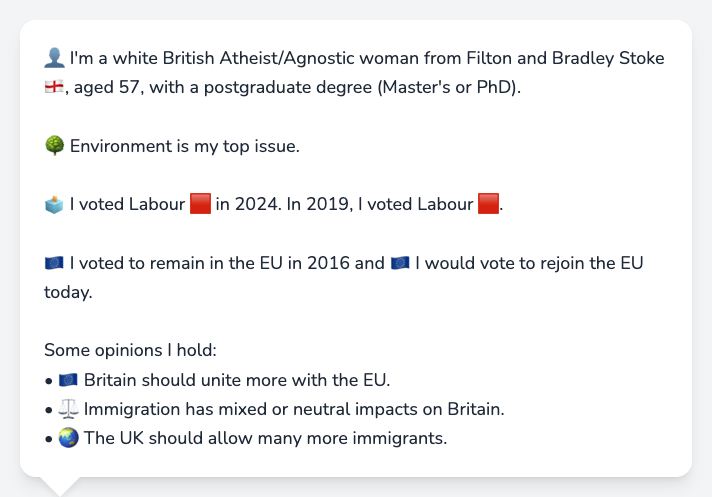 👤 I'm a white British Atheist/Agnostic woman from Filton and Bradley Stoke
🏴󠁧󠁢󠁥󠁮󠁧󠁿, aged 57, with a postgraduate degree (Master's or PhD).
🌳 Environment is my top issue.
🗳️ I voted Labour 🟥 in 2024. In 2019, I voted Labour 🟥.
🇪🇺 I voted to remain in the EU in 2016 and 🇪🇺 I would vote to rejoin the EU
today.
Some opinions I hold:
• 🇪🇺 Britain should unite more with the EU.
• ⚖️ Immigration has mixed or neutral impacts on Britain.
• 🌏 The UK should allow many more immigrants.